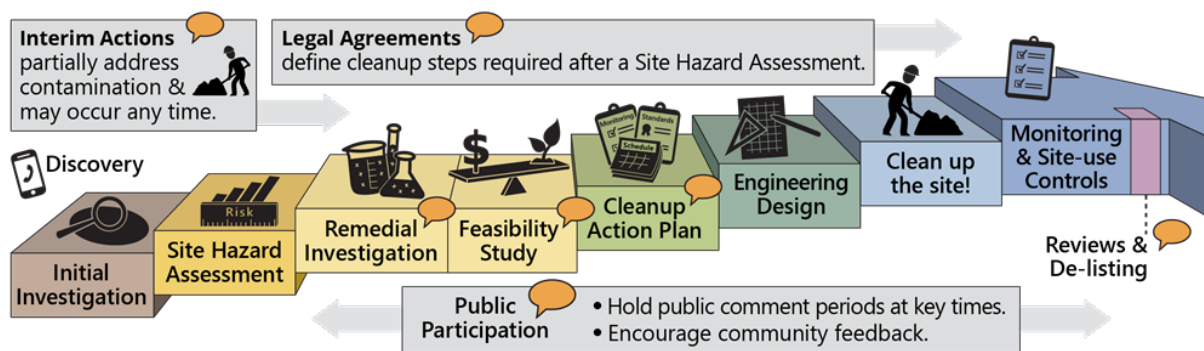 Interim Actions
partially address
contamination &
may occur any time.
Legal Agreements
define cleanup steps required after a Site Hazard Assessment.
Discovery
Initial
Investigation
Risk
Site Hazard
Assessment
Remedial
Investigation
$
Feasibility
Study
Monitoring
Standards
Schedule
Cleanup
Action Plan
Engineering
Design
Clean up
the site!
Monitoring
& Site-use
Controls
Reviews &
De-listing
Public
Participation
• Hold public comment periods at key times.
• Encourage community feedback.